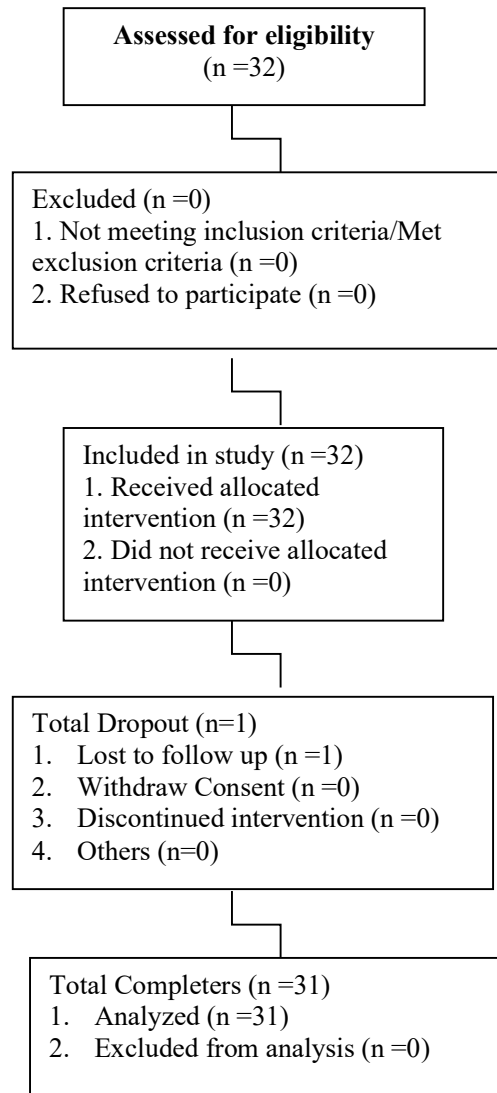 Assessed for eligibility
(n =32)
Excluded (n =0)
1. Not meeting inclusion criteria/Met
exclusion criteria (n =0)
2. Refused to participate (n =0)
Included in study (n =32)
1. Received allocated
intervention (n =32)
2. Did not receive allocated
intervention (n =0)
Total Dropout (n=1)
1. Lost to follow up (n =1)
2. Withdraw Consent (n =0)
3. Discontinued intervention (n =0)
4. Others (n=0)
Total Completers (n =31)
1. Analyzed (n =31)
2. Excluded from analysis (n =0)